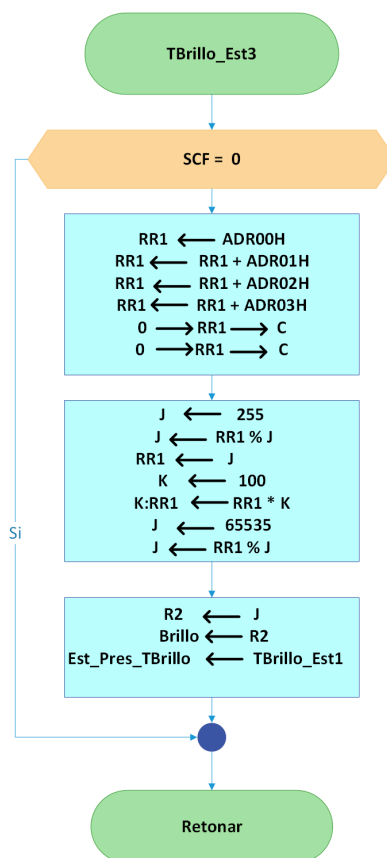 TBrillo_Est3
SCF = 0
RR1 ← ADR00H
RR1 ← RR1 + ADR01H
RR1 ← RR1 + ADR02H
RR1 ← RR1 + ADR03H
0 → RR1 → C
0 → RR1 → C
J ← 255
J ← RR1 % J
RR1 ← J
K ← 100
K:RR1 ← RR1 * K
J ← 65535
J ← RR1 % J
Si
R2 ← J
Brillo ← R2
Est_Pres_TBrillo ← TBrillo_Est1
Retonar